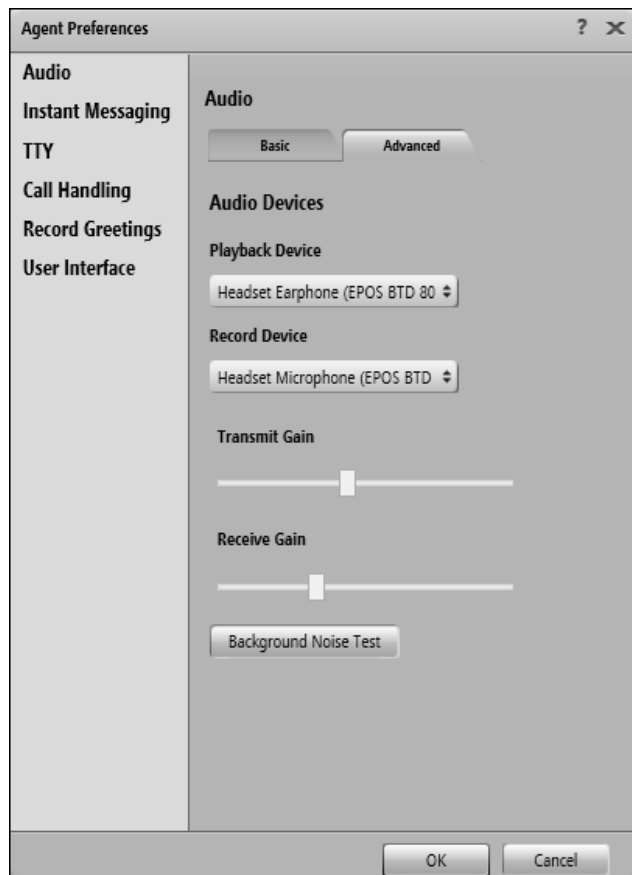 Agent Preferences
?
Audio
Instant Messaging
TTY
Call Handling
Record Greetings
User Interface
Audio
Basic
Advanced
Audio Devices
Playback Device
Headset Earphone (EPOS BTD 80
Record Device
Headset Microphone (EPOS BTD
Transmit Gain
Receive Gain
Background Noise Test
OK
Cancel